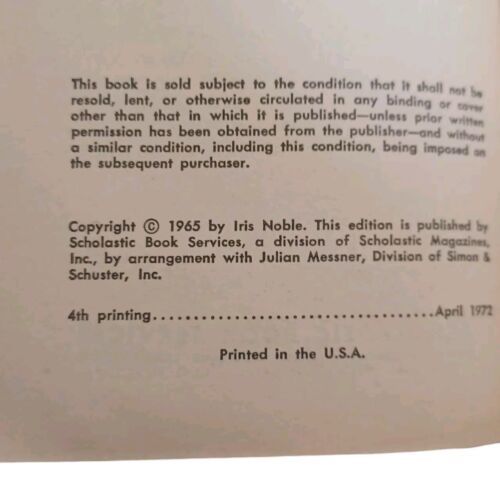 This book is sold subject to the condition that it shall not be
resold, lent, or otherwise circulated in any binding or cover
other than that in which it is published—unless prior written
permission has been obtained from the publisher—and without
a similar condition, including this condition, being imposed on
the subsequent purchaser.
Copyright © 1965 by Iris Noble. This edition is published by
Scholastic Book Services, a division of Scholastic Magazines,
Inc., by arrangement with Julian Messner, Division of Simon &
Schuster, Inc.
4th printing....................................April 1972
Printed in the U.S.A.